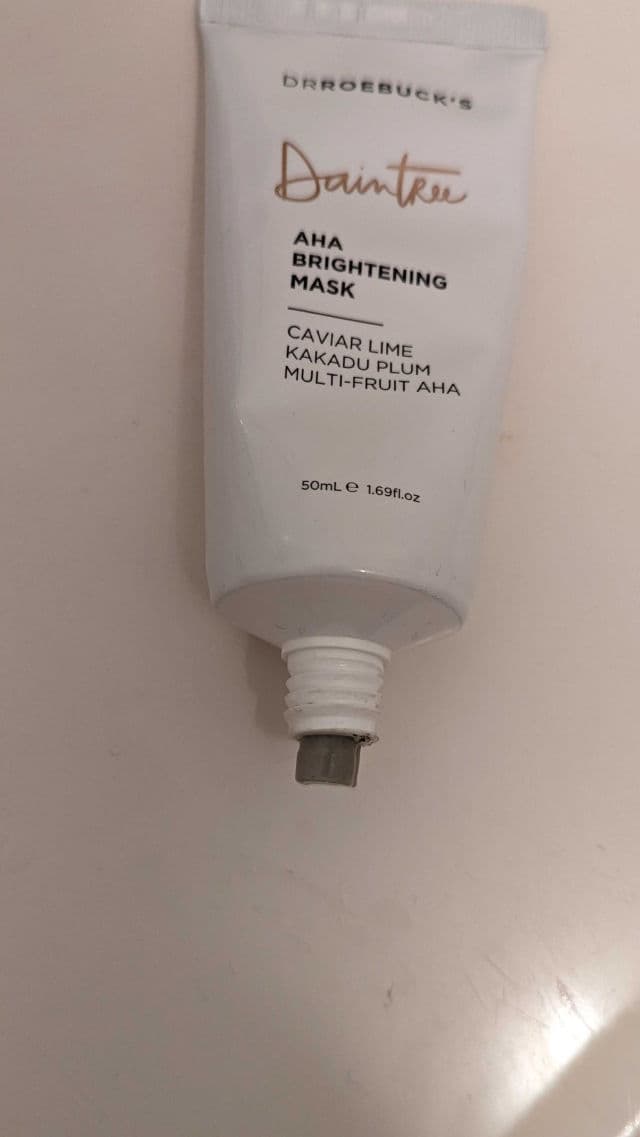 DRROEBUCK'S
Daintree
AHA
BRIGHTENING
MASK
CAVIAR LIME
KAKADU PLUM
MULTI-FRUIT AHA
50mL ℮ 1.69fl.oz